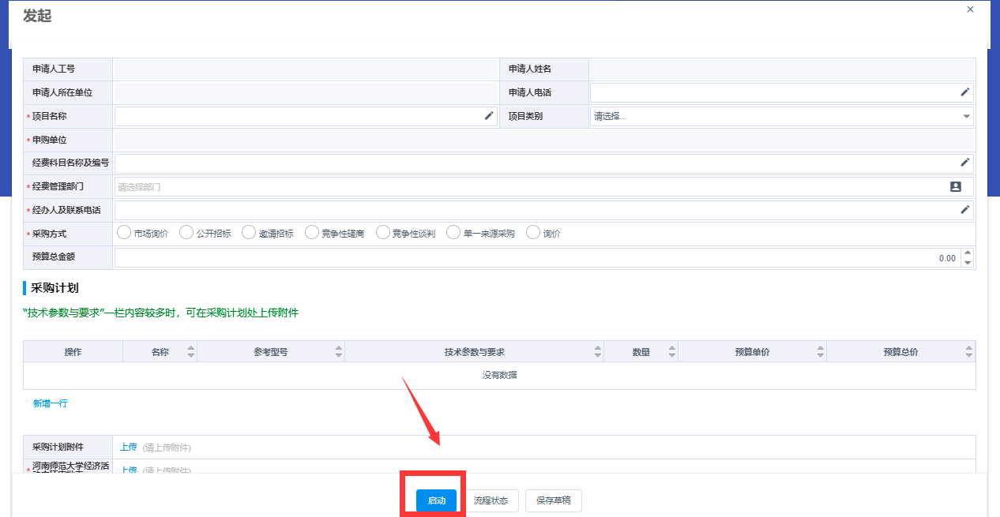 发起
×
申请人工号 申请人姓名
申请人所在单位 申请人电话
* 项目名称 项目类别 请选择...
* 申购单位
经费科目名称及编号
* 经费管理部门 请选择部门
* 经办人及联系电话
* 采购方式 市场询价 公开招标 邀请招标 竞争性磋商 竞争性谈判 单一来源采购 询价
预算总金额 0.00
采购计划
“技术参数与要求”一栏内容较多时，可在采购计划处上传附件
操作 名称 参考型号 技术参数与要求 数量 预算单价 预算总价
没有数据
新增一行
采购计划附件 上传 (请上传附件)
* 河南师范大学经济活 上传 (请上传附件)
启动 流程状态 保存草稿